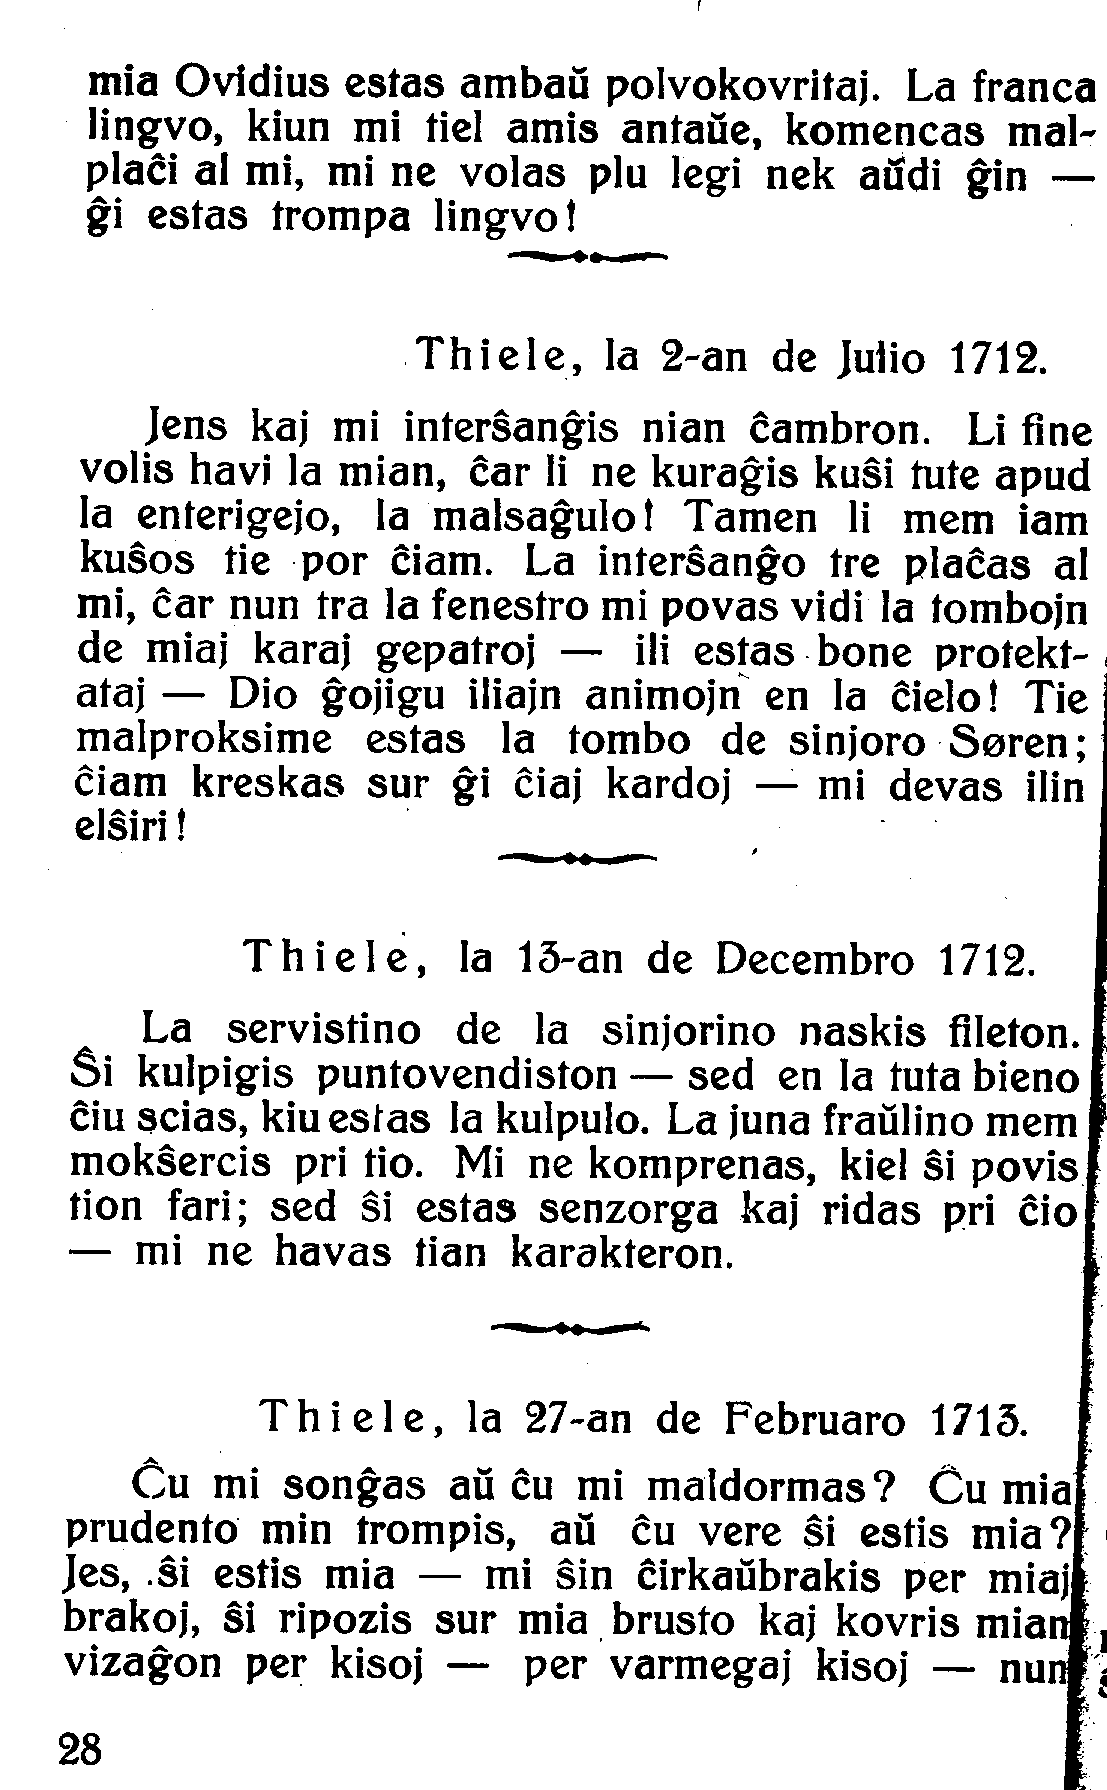 mia Ovidius estas ambaŭ polvokovritaj. La franca
lingvo, kiun mi tiel amis antaŭe, komencas mal-
plaĉi al mi, mi ne volas plu legi nek aŭdi ĝin —
ĝi estas trompa lingvo!
Thiele, la 2-an de Julio 1712.
Jens kaj mi interŝanĝis nian ĉambron. Li fine
volis havi la mian, ĉar li ne kuraĝis kuŝi tute apud
la enterigejo, la malsaĝulo! Tamen li mem iam
kuŝos tie por ĉiam. La interŝanĝo tre plaĉas al
mi, ĉar nun tra la fenestro mi povas vidi la tombojn
de miaj karaj gepatroj — ili estas bone protekt-
ataj — Dio ĝojigu iliajn animojn en la ĉielo! Tie
malproksime estas la tombo de sinjoro Søren;
ĉiam kreskas sur ĝi ĉiaj kardoj — mi devas ilin
elŝiri!
Thiele, la 13-an de Decembro 1712.
La servistino de la sinjorino naskis fileton.
Ŝi kulpigis puntovendiston — sed en la tuta bieno
ĉiu scias, kiu estas la kulpulo. La juna fraŭlino mem
mokŝercis pri tio. Mi ne komprenas, kiel ŝi povis
tion fari; sed ŝi estas senzorga kaj ridas pri ĉio
— mi ne havas tian karakteron.
Thiele, la 27-an de Februaro 1713.
Ĉu mi sonĝas aŭ ĉu mi maldormas? Ĉu mia
prudento min trompis, aŭ ĉu vere ŝi estis mia?
Jes, ŝi estis mia — mi ŝin ĉirkaŭbrakis per miaj
brakoj, ŝi ripozis sur mia brusto kaj kovris mian
vizaĝon per kisoj — per varmegaj kisoj — nun
28